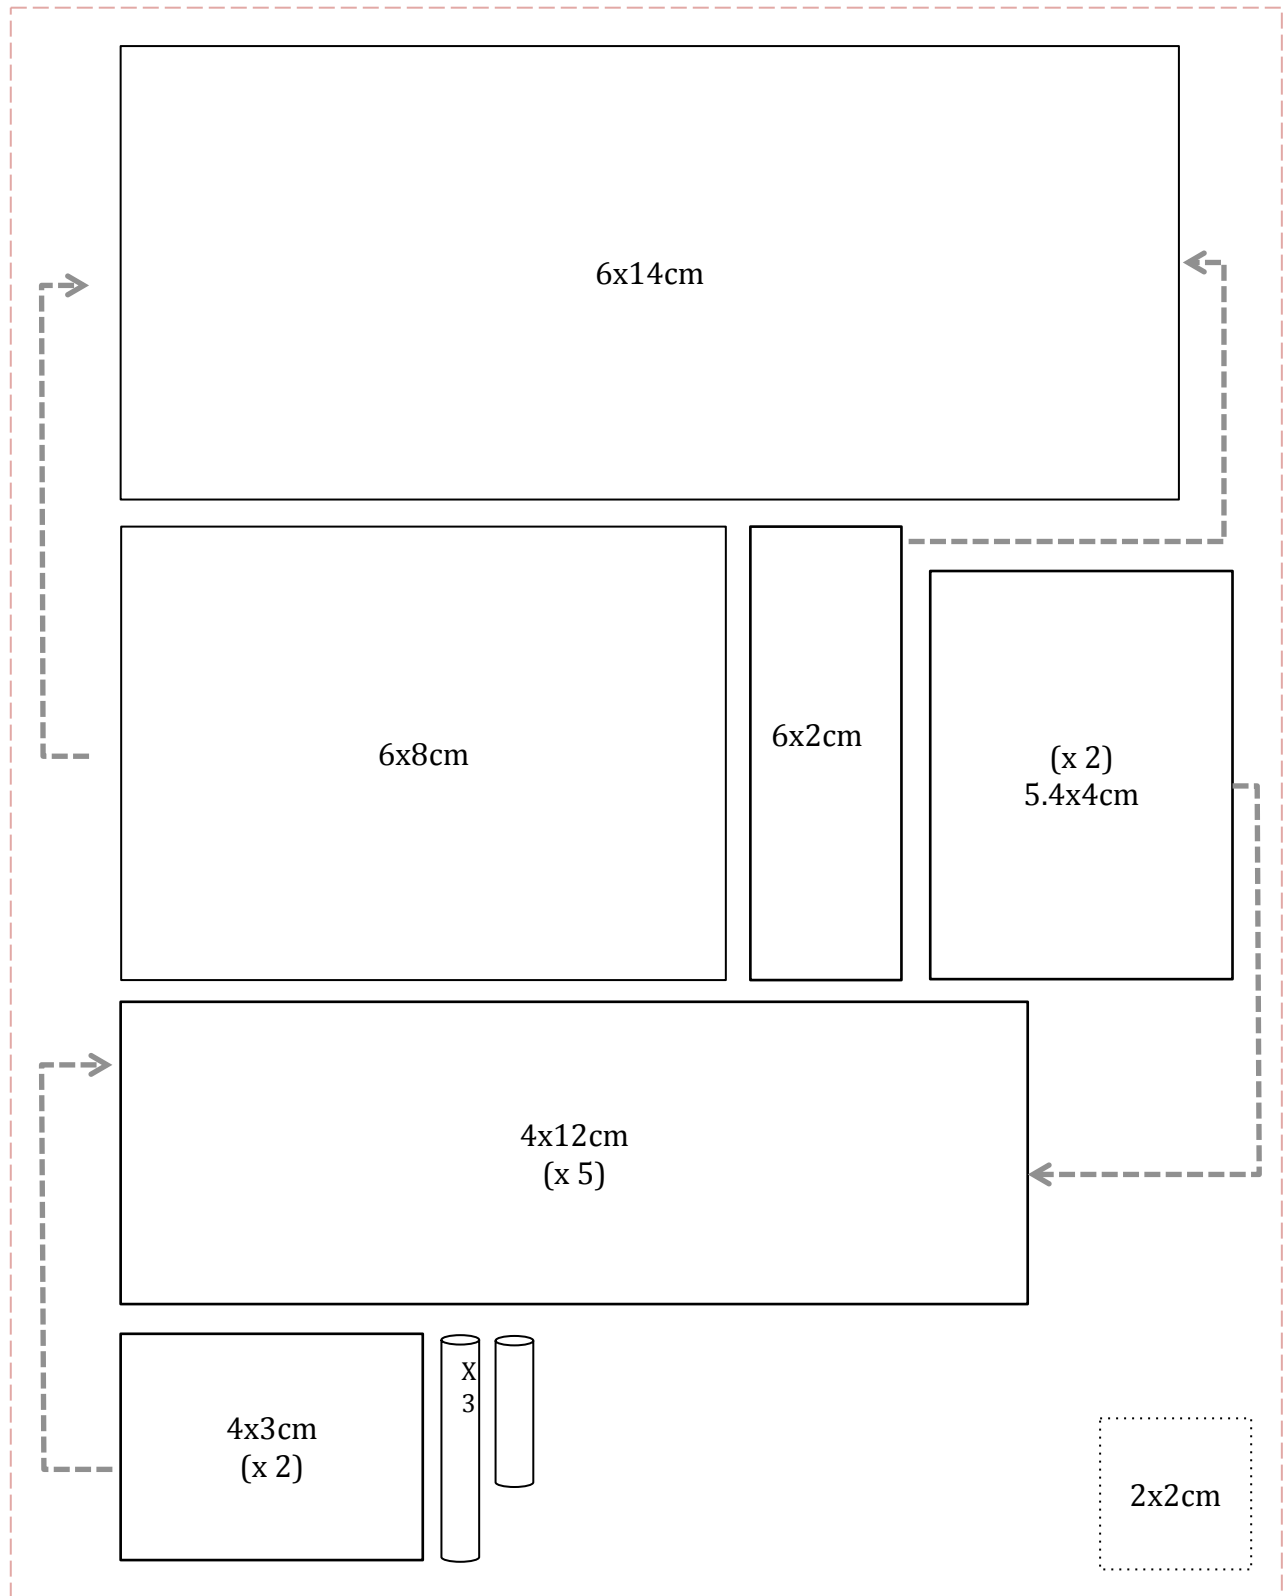 6x14cm
6x8cm
6x2cm
(x 2)
5.4x4cm
4x12cm
(x 5)
X
3
4x3cm
(x 2)
2x2cm